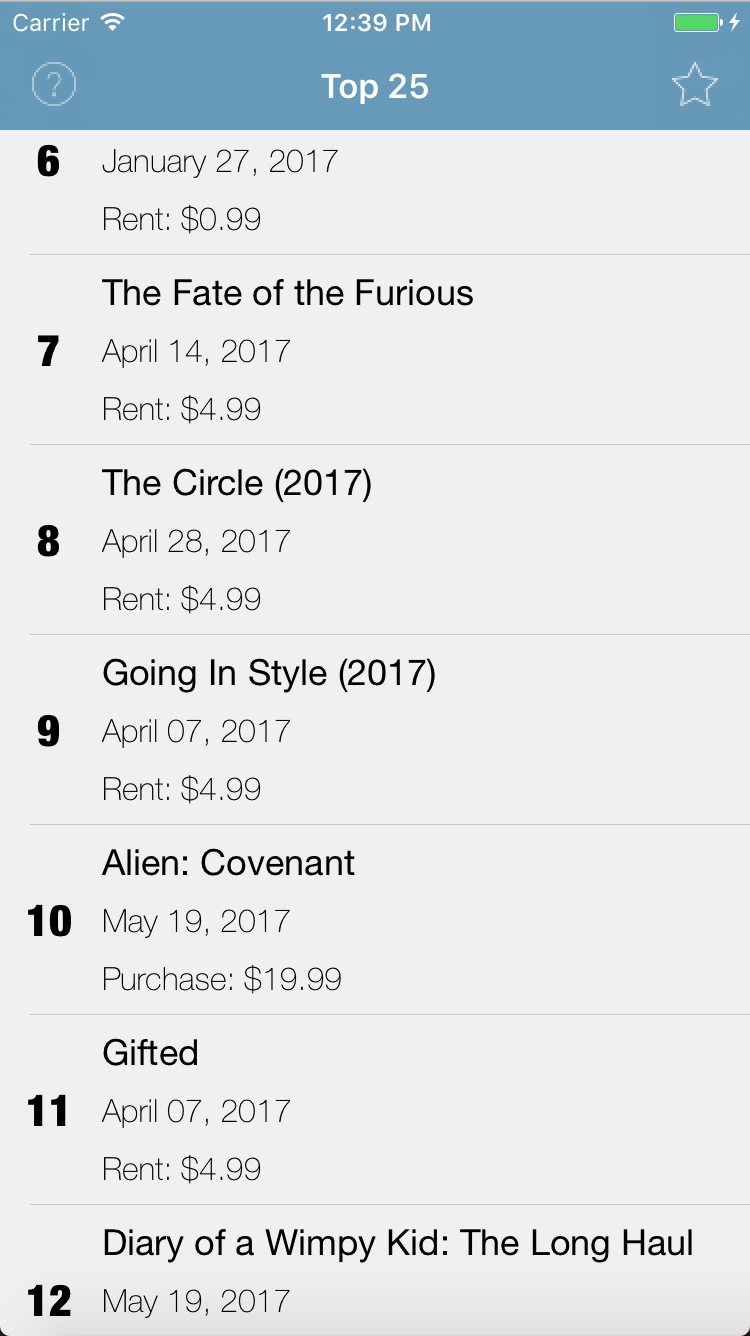 Carrier 12:39 PM
? Top 25
6 January 27, 2017
Rent: $0.99
The Fate of the Furious
7 April 14, 2017
Rent: $4.99
The Circle (2017)
8 April 28, 2017
Rent: $4.99
Going In Style (2017)
9 April 07, 2017
Rent: $4.99
Alien: Covenant
10 May 19, 2017
Purchase: $19.99
Gifted
11 April 07, 2017
Rent: $4.99
Diary of a Wimpy Kid: The Long Haul
12 May 19, 2017